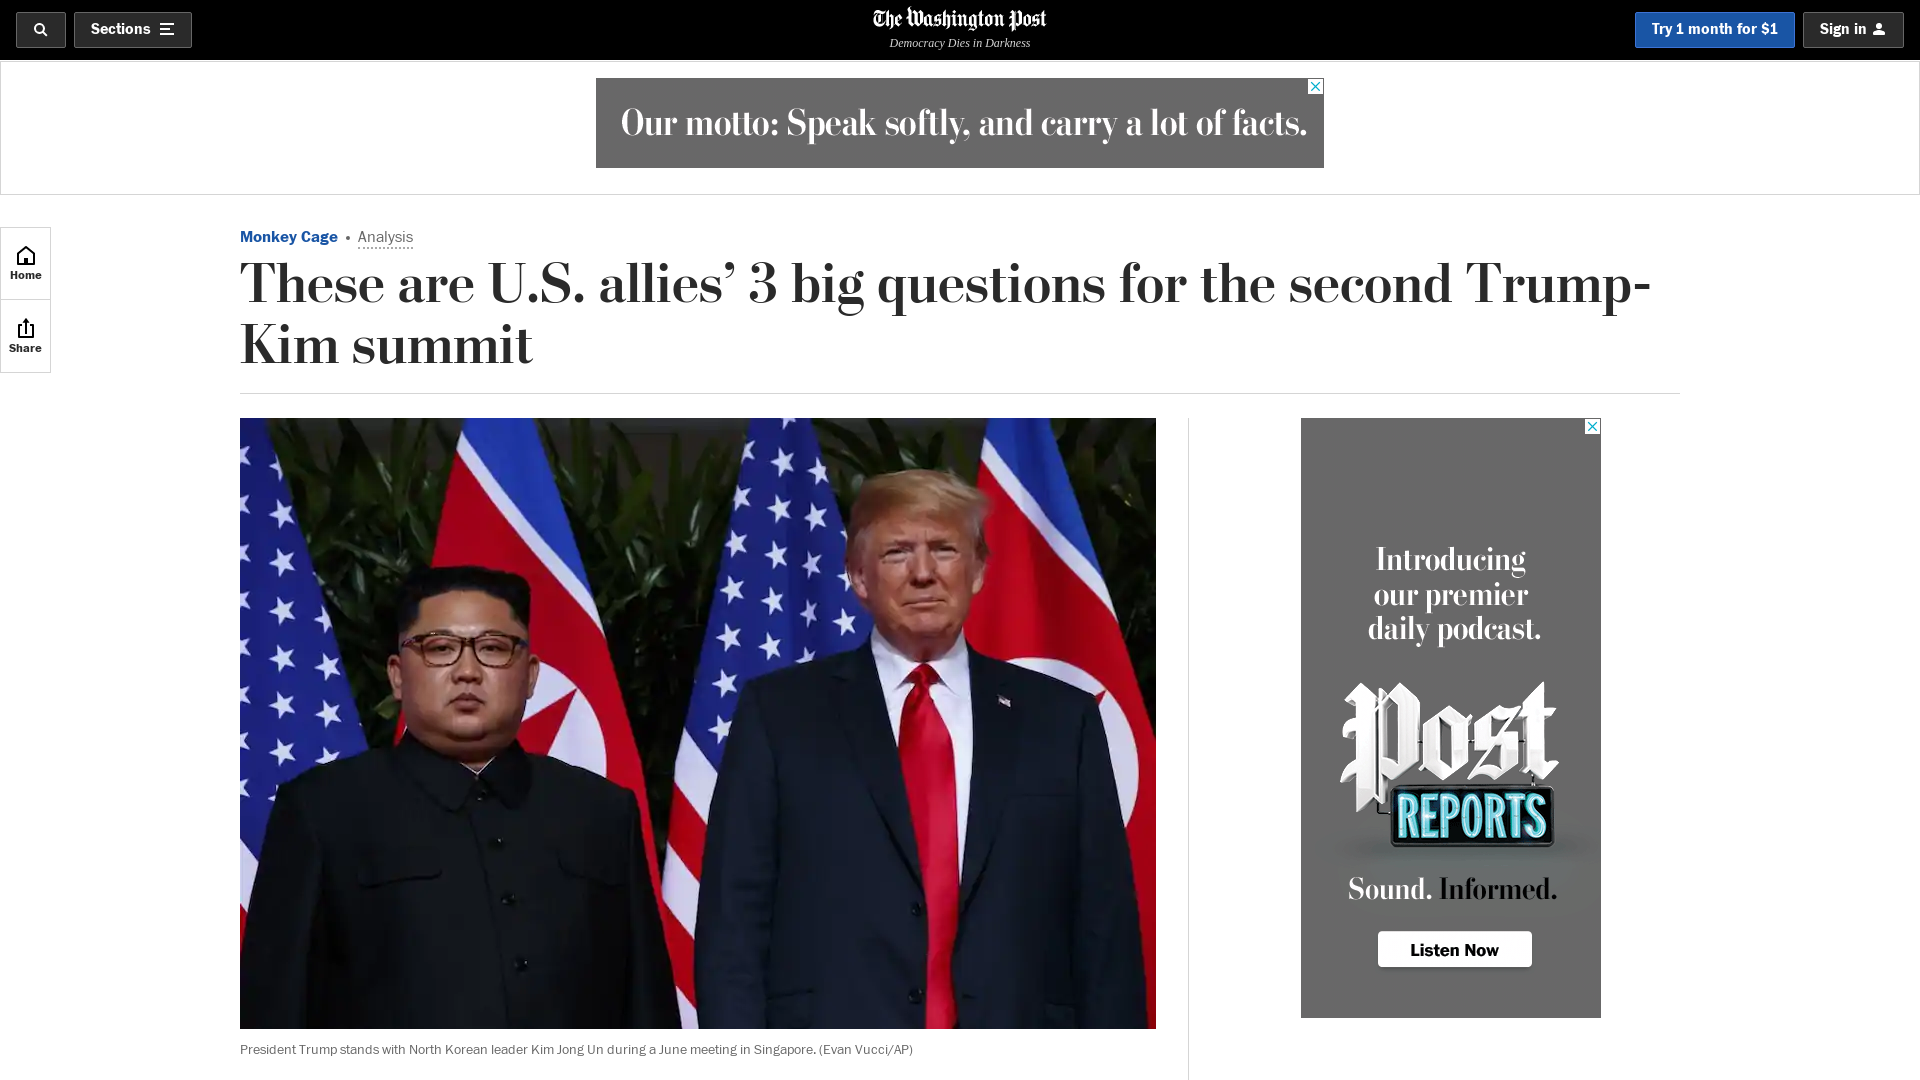 Sections
The Washington Post
Democracy Dies in Darkness
Try 1 month for $1
Sign in
Our motto: Speak softly, and carry a lot of facts.
Home
Share
Monkey Cage • Analysis
These are U.S. allies’ 3 big questions for the second Trump-
Kim summit
President Trump stands with North Korean leader Kim Jong Un during a June meeting in Singapore. (Evan Vucci/AP)
Introducing
our premier
daily podcast.
Post
REPORTS
Sound. Informed.
Listen Now